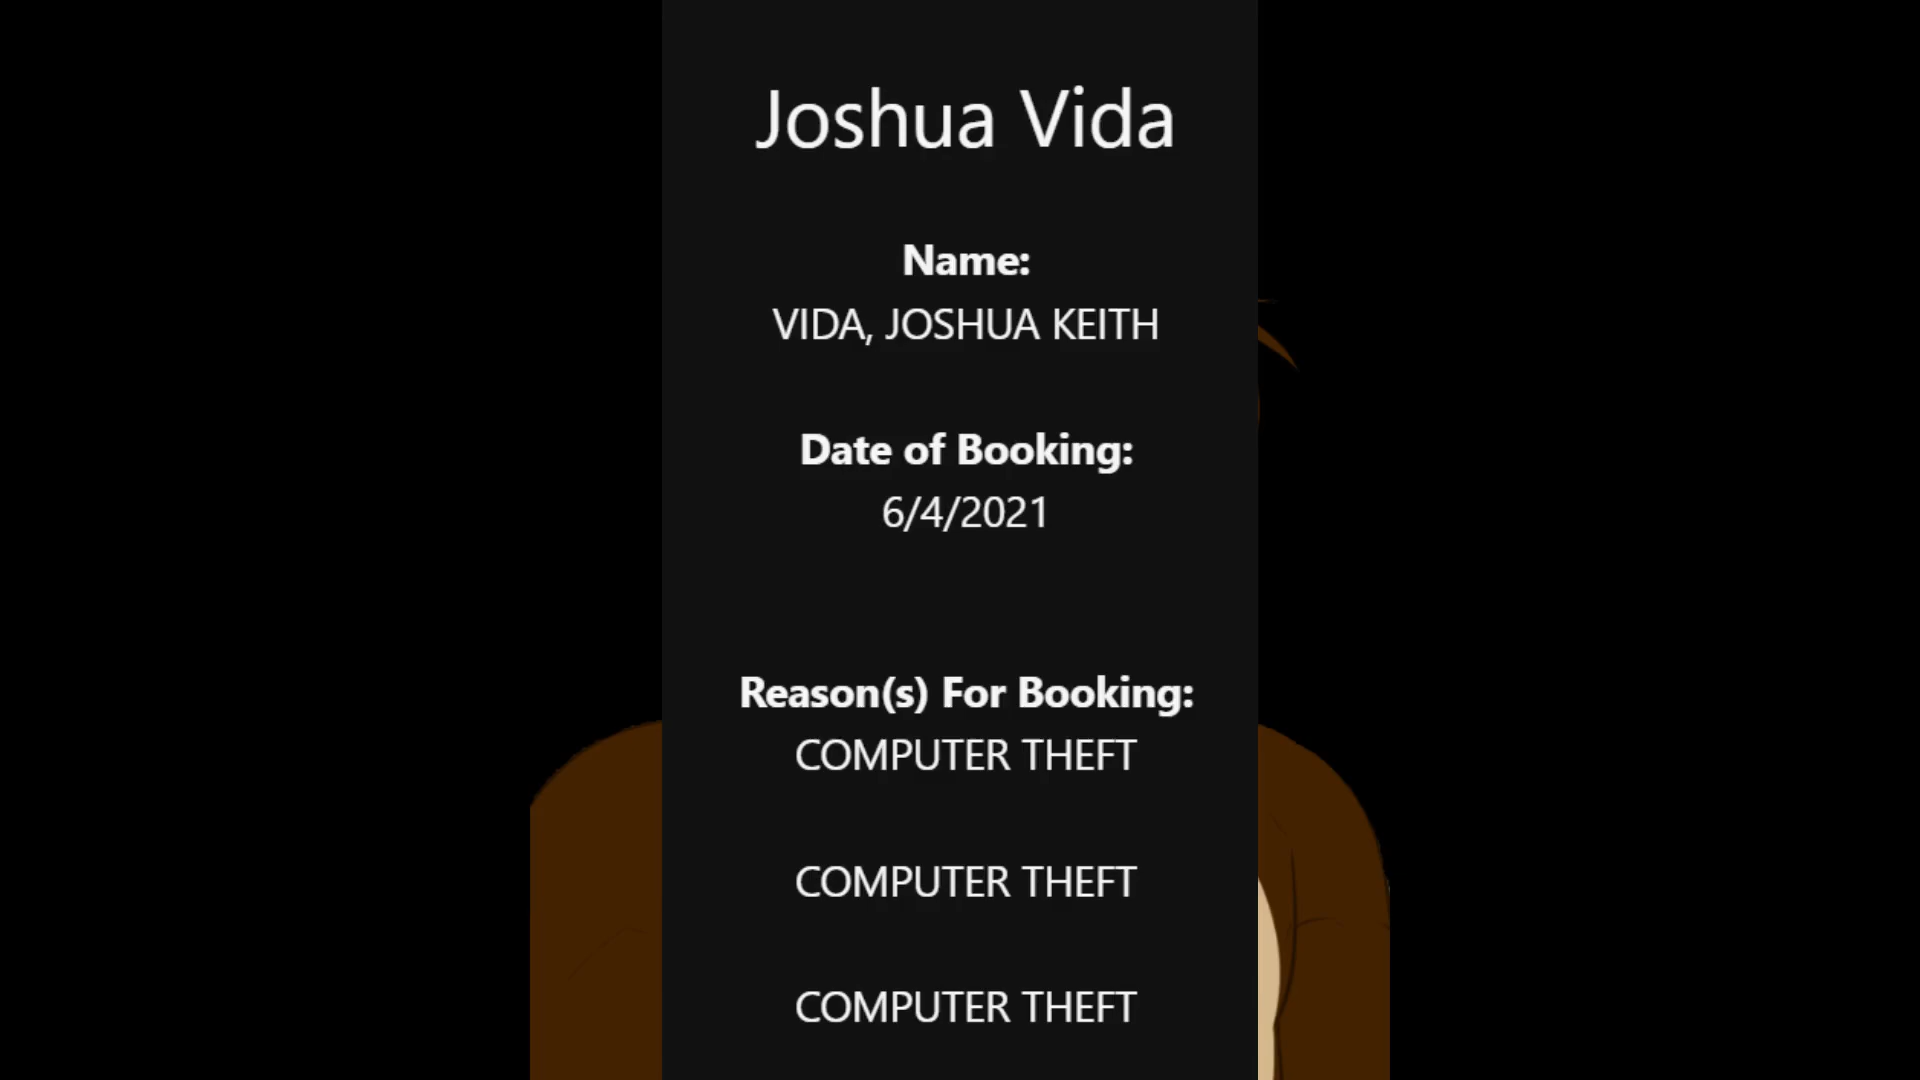 Joshua Vida
Name:
VIDA, JOSHUA KEITH
Date of Booking:
6/4/2021
Reason(s) For Booking:
COMPUTER THEFT
COMPUTER THEFT
COMPUTER THEFT